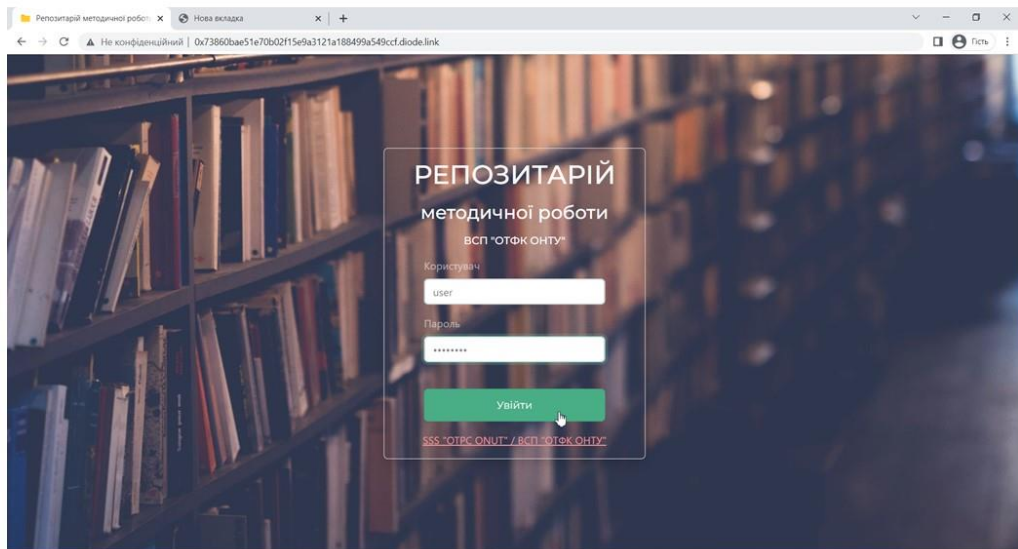 Репозитарій методичної робот
Нова вкладка
Не конфіденційний
0x73860bae51e70b02f15e9a3121a188499a549ccf.diode.link
Гість
РЕПОЗИТАРІЙ
методичної роботи
ВСП "ОТФК ОНТУ"
Користувач
user
Пароль
********
Увійти
SSS "OTPC ONUT" / ВСП "ОТФК ОНТУ"